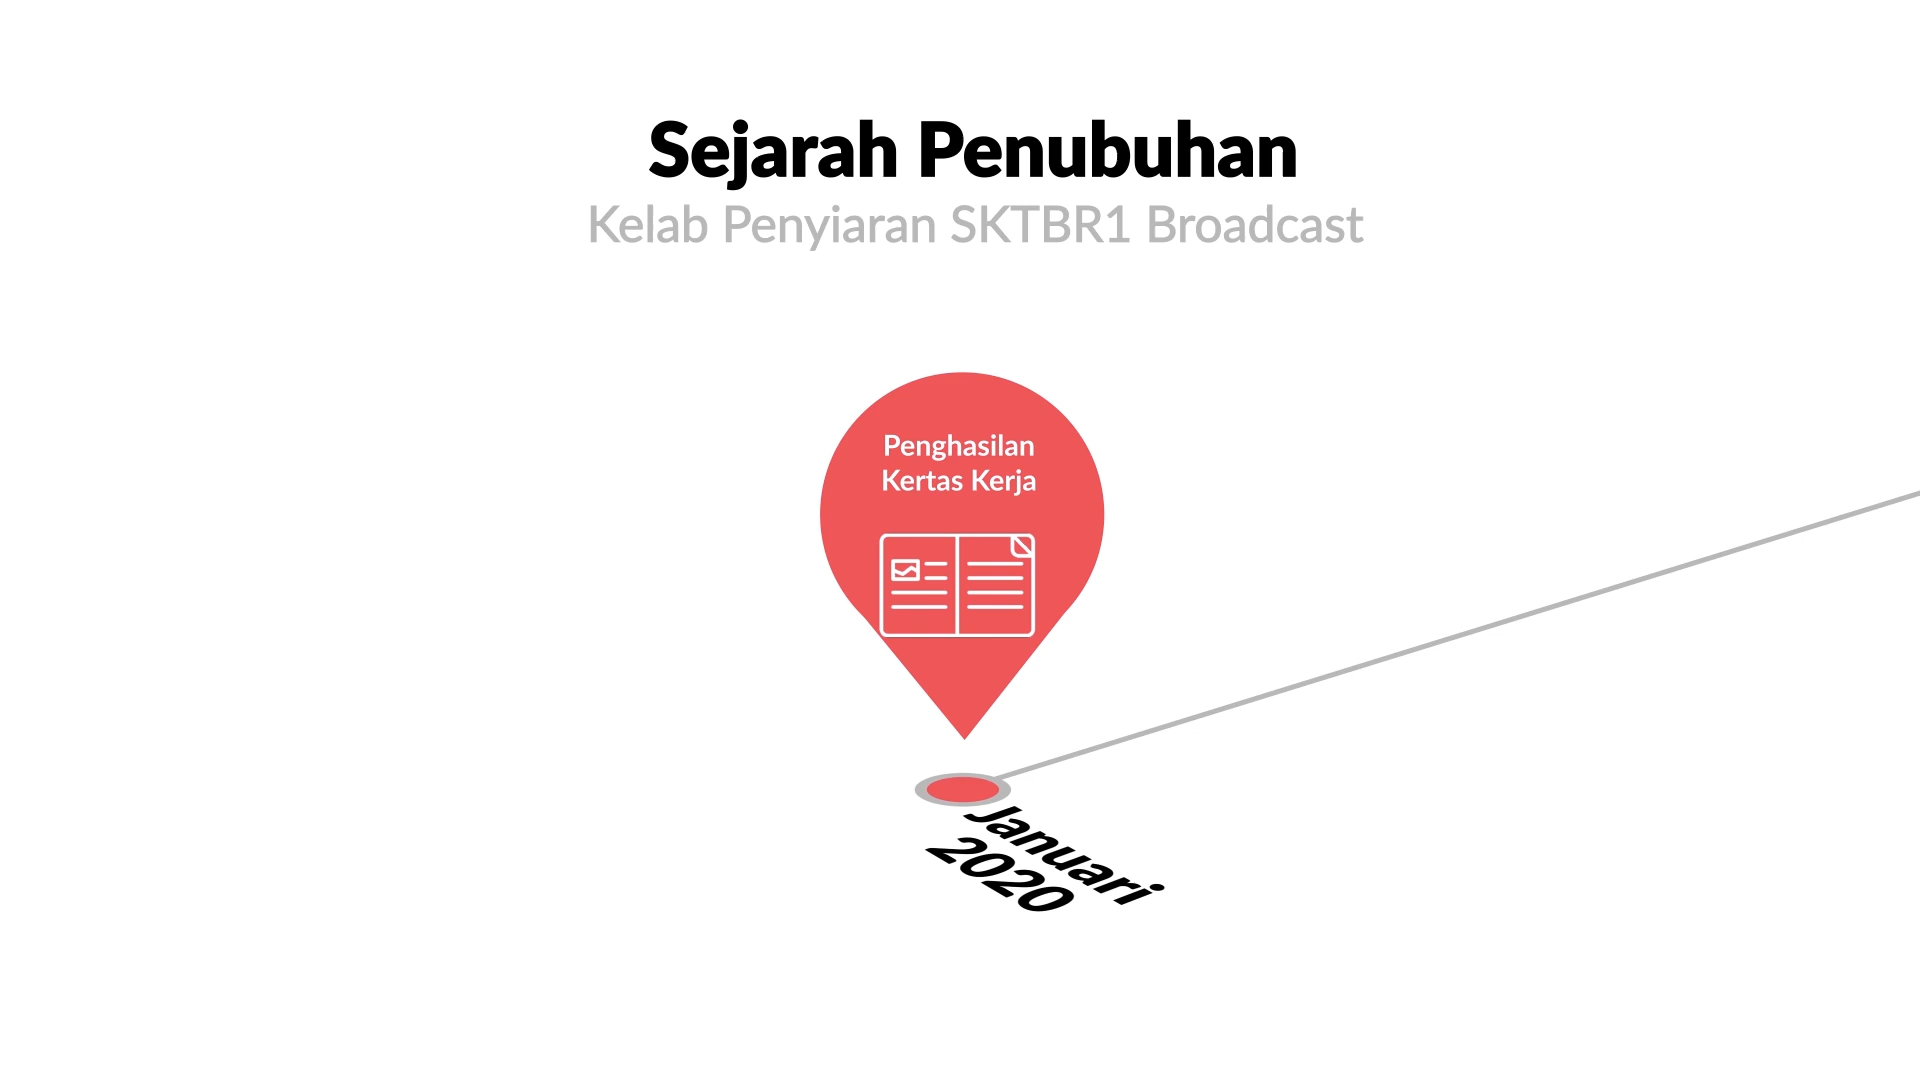 Sejarah Penubuhan
Kelab Penyiaran SKTBR1 Broadcast
Penghasilan
Kertas Kerja
Januari
2020